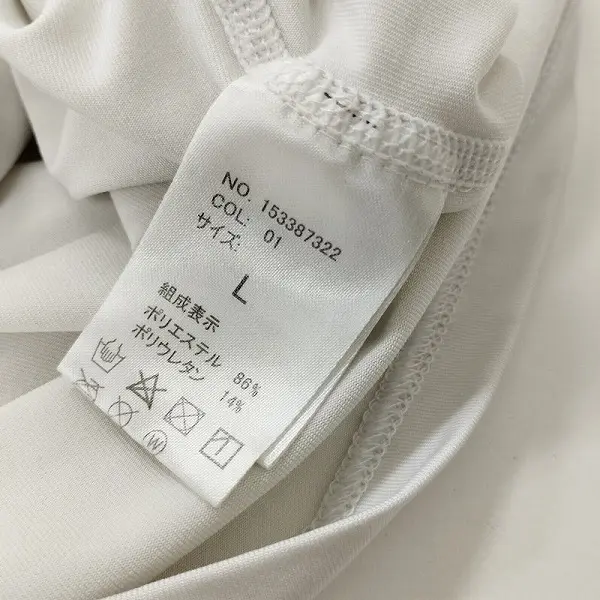 NO. 153387322
COL: 01
サイズ:
L
組成表示
ポリエステル 86%
ポリウレタン 14%
W